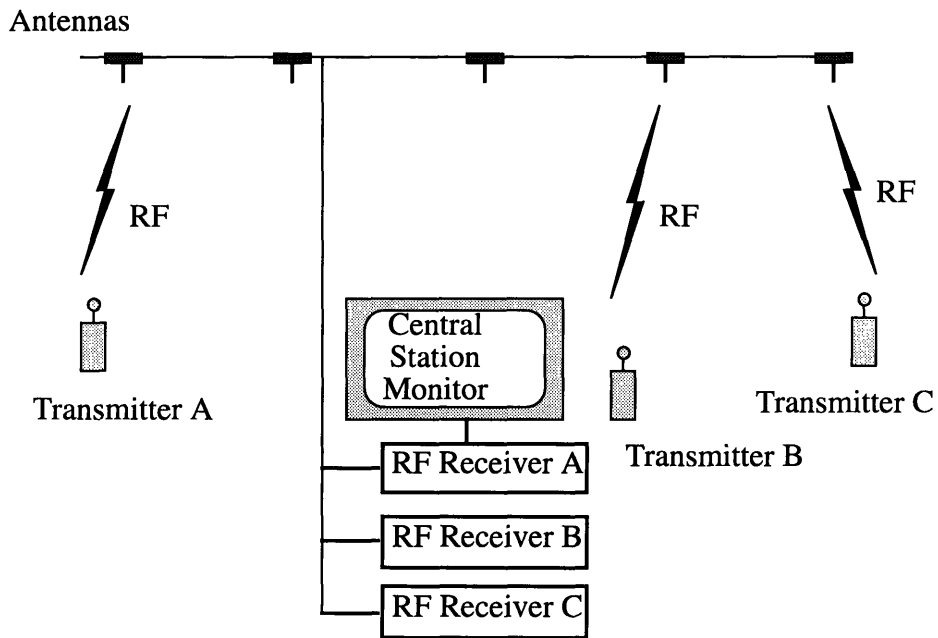 Antennas
RF
RF
RF
Central
Station
Monitor
Transmitter A
Transmitter C
RF Receiver A
Transmitter B
RF Receiver B
RF Receiver C